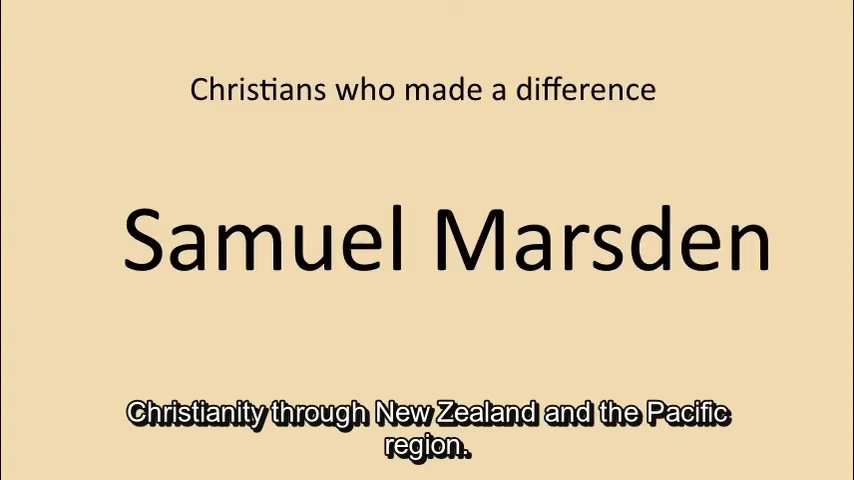 Christians who made a difference
Samuel Marsden
Christianity through New Zealand and the Pacific
region.